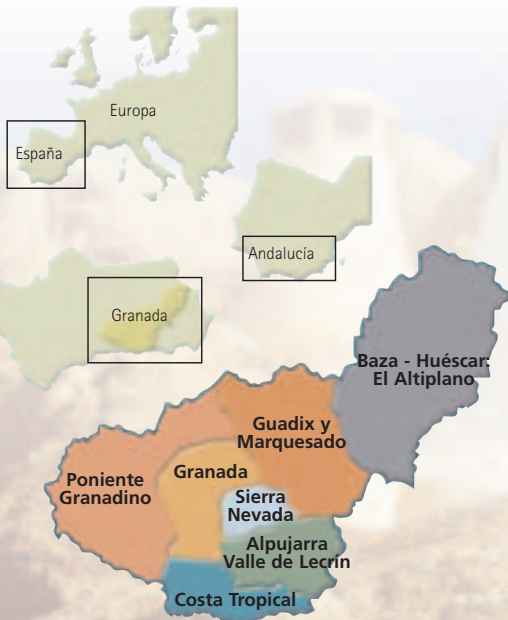 Europa
España
Andalucía
Granada
Baza - Huéscar:
El Altiplano
Guadix y
Marquesado
Granada
Poniente
Granadino
Sierra
Nevada
Alpujarra
Valle de Lecrín
Costa Tropical